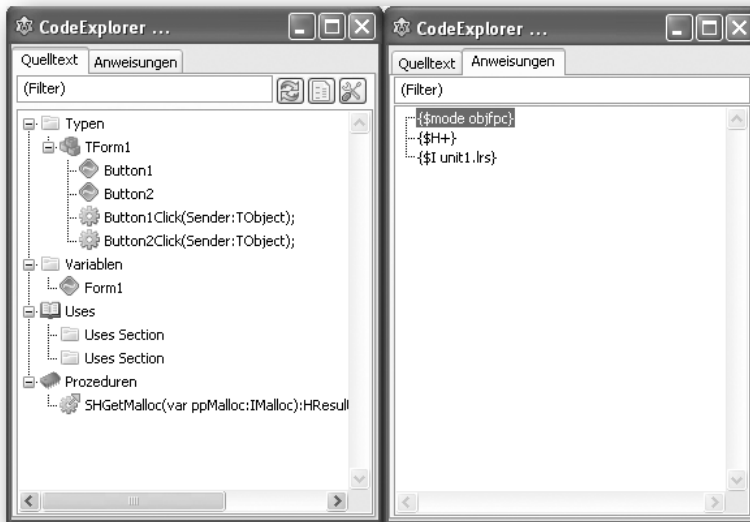 CodeExplorer ...
Quelltext
Anweisungen
(Filter)
Typen
TForm1
Button1
Button2
Button1Click(Sender:TObject);
Button2Click(Sender:TObject);
Variablen
Form1
Uses
Uses Section
Uses Section
Prozeduren
SHGetMalloc(var ppMalloc:IMalloc):HResul
CodeExplorer ...
Quelltext
Anweisungen
(Filter)
{$mode objfpc}
{$H+}
{$I unit1.lrs}